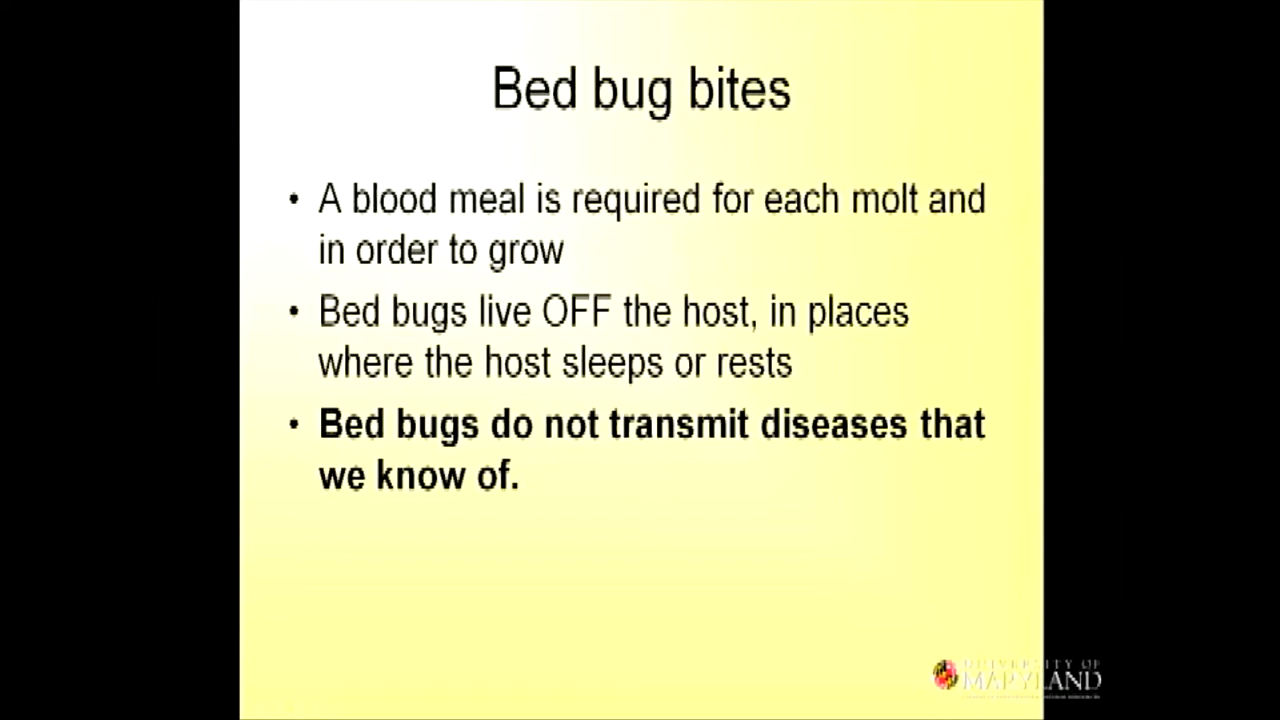 Bed bug bites
• A blood meal is required for each molt and
in order to grow
• Bed bugs live OFF the host, in places
where the host sleeps or rests
• Bed bugs do not transmit diseases that
we know of.
UNIVERSITY OF
MARYLAND